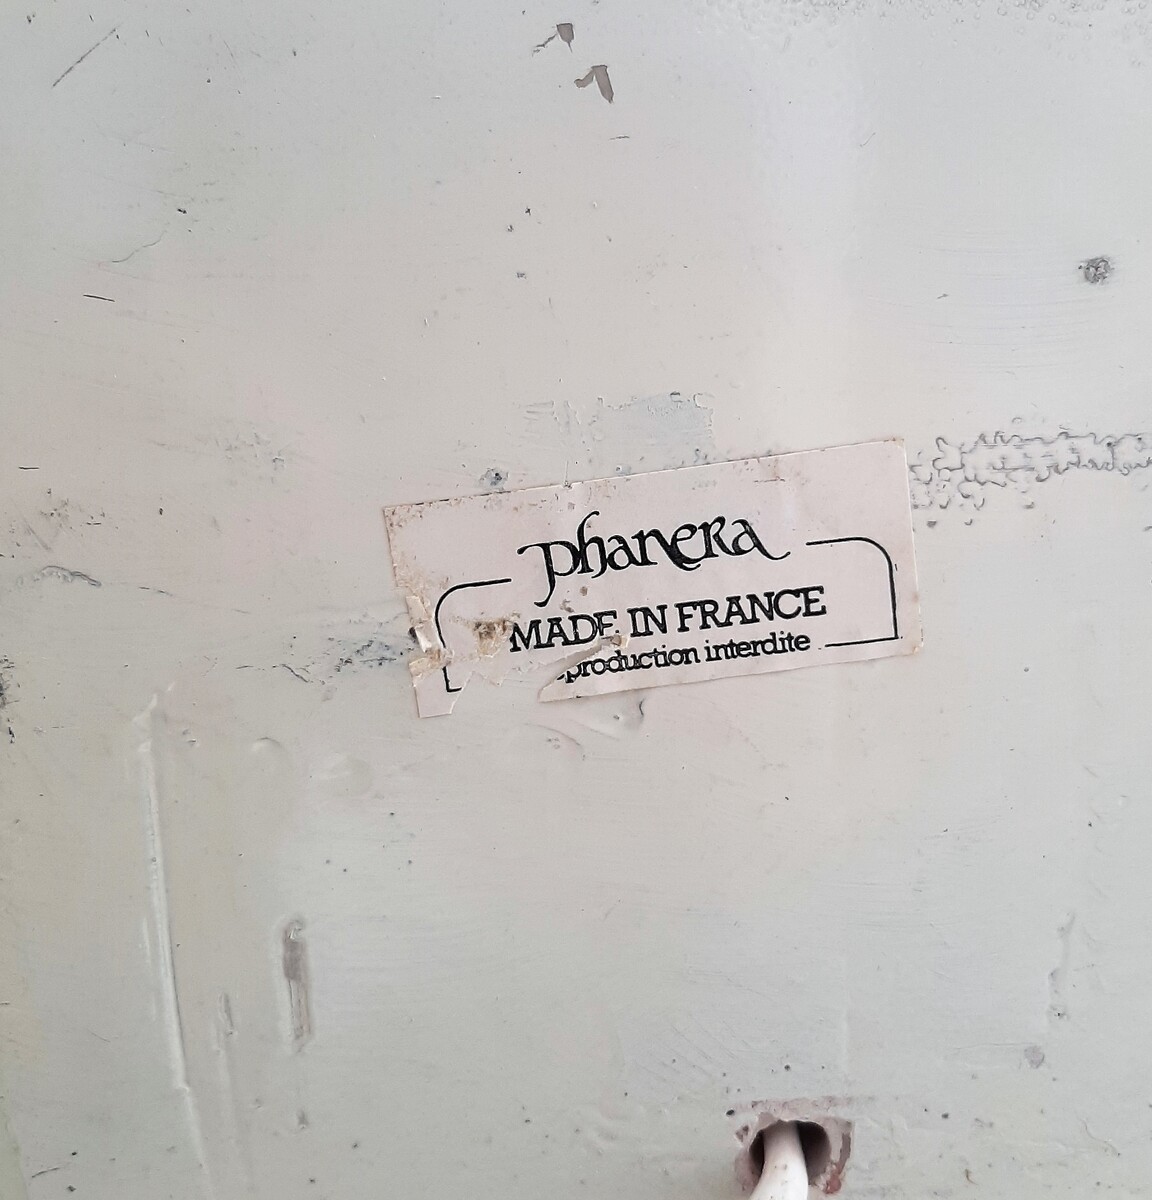 phanera
MADE IN FRANCE
production interdite